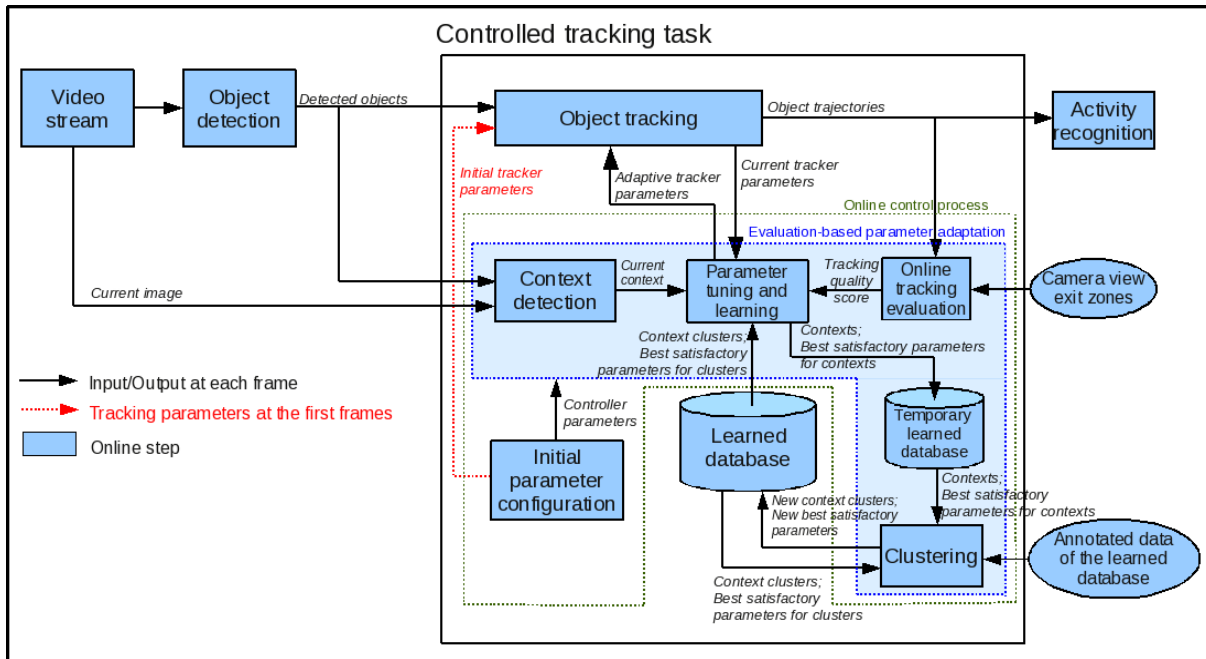 Controlled tracking task
Video
stream
Object
detection
Detected objects
Object tracking
Object trajectories
Activity
recognition
Initial tracker
parameters
Adaptive tracker
parameters
Current tracker
parameters
Online control process
Evaluation-based parameter adaptation
Current image
Context
detection
Current
context
Parameter
tuning and
learning
Tracking
quality
score
Online
tracking
evaluation
Camera view
exit zones
Context clusters;
Best satisfactory
parameters for clusters
Contexts;
Best satisfactory parameters
for contexts
Input/Output at each frame
Tracking parameters at the first frames
Online step
Controller
parameters
Initial
parameter
configuration
Learned
database
Temporary
learned
database
Contexts;
Best satisfactory
parameters for contexts
New context clusters;
New best satisfactory
parameters
Clustering
Annotated data
of the learned
database
Context clusters;
Best satisfactory
parameters for clusters